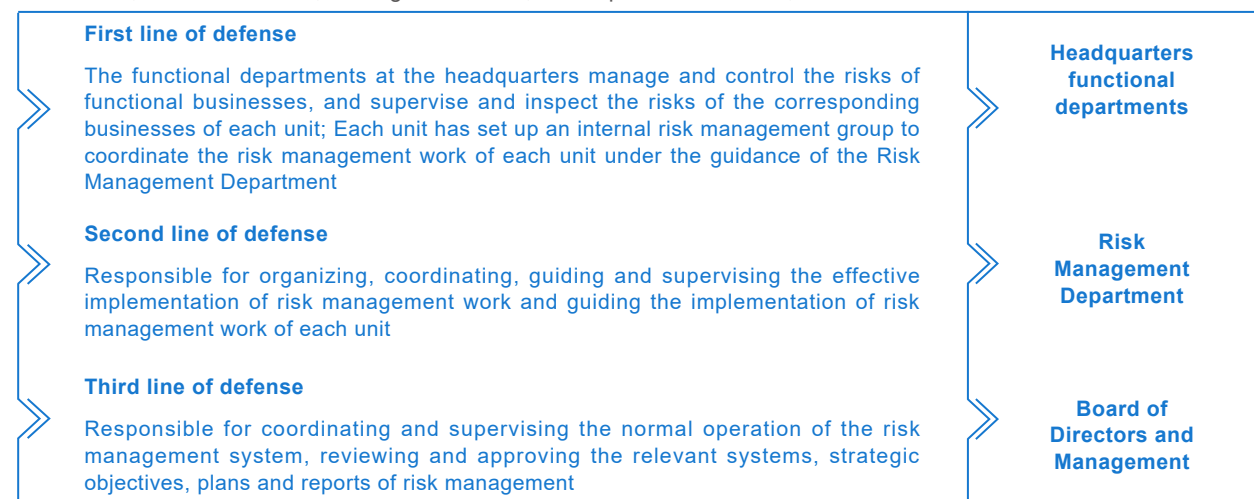 First line of defense
The functional departments at the headquarters manage and control the risks of
functional businesses, and supervise and inspect the risks of the corresponding
businesses of each unit; Each unit has set up an internal risk management group to
coordinate the risk management work of each unit under the guidance of the Risk
Management Department
Headquarters
functional
departments
Second line of defense
Responsible for organizing, coordinating, guiding and supervising the effective
implementation of risk management work and guiding the implementation of risk
management work of each unit
Risk
Management
Department
Third line of defense
Responsible for coordinating and supervising the normal operation of the risk
management system, reviewing and approving the relevant systems, strategic
objectives, plans and reports of risk management
Board of
Directors and
Management